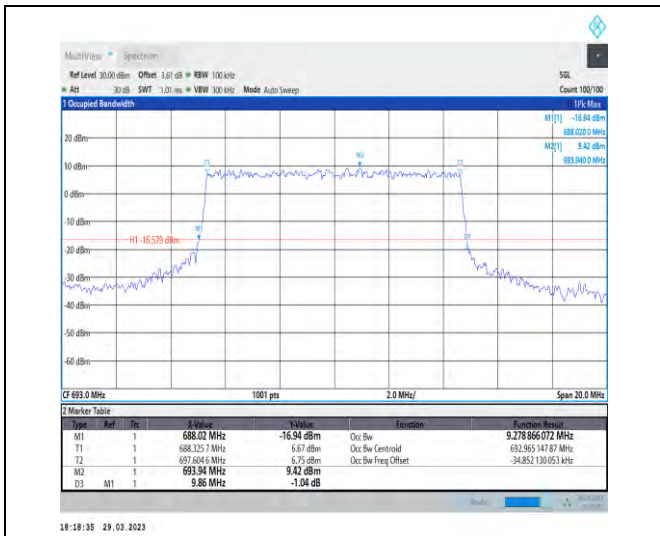 MultiView Spectrum
Ref Level 30.00 dBm Offset 3.61 dB RBW 100 kHz SGL
Att 30 dB SWT 1.01 ms VBW 300 kHz Mode Auto Sweep Count 100/100
1 Occupied Bandwidth 1Pk Max
M1[1] -16.94 dBm
688.020 0 MHz
M2[1] 9.42 dBm
693.940 0 MHz
20 dBm
T1 M2 T2
10 dBm
0 dBm
-10 dBm
M1 D3
H1 -16.579 dBm
-20 dBm
-30 dBm
-40 dBm
-50 dBm
-60 dBm
CF 693.0 MHz 1001 pts 2.0 MHz/ Span 20.0 MHz
2 Marker Table
Type Ref Trc X-Value Y-Value Function Function Result
M1 1 688.02 MHz -16.94 dBm Occ Bw 9.278 866 072 MHz
T1 1 688.325 7 MHz 6.67 dBm Occ Bw Centroid 692.965 147 87 MHz
T2 1 697.604 6 MHz 6.75 dBm Occ Bw Freq Offset -34.852 130 053 kHz
M2 1 693.94 MHz 9.42 dBm
D3 M1 1 9.86 MHz -1.04 dB
18:18:35 29.03.2023